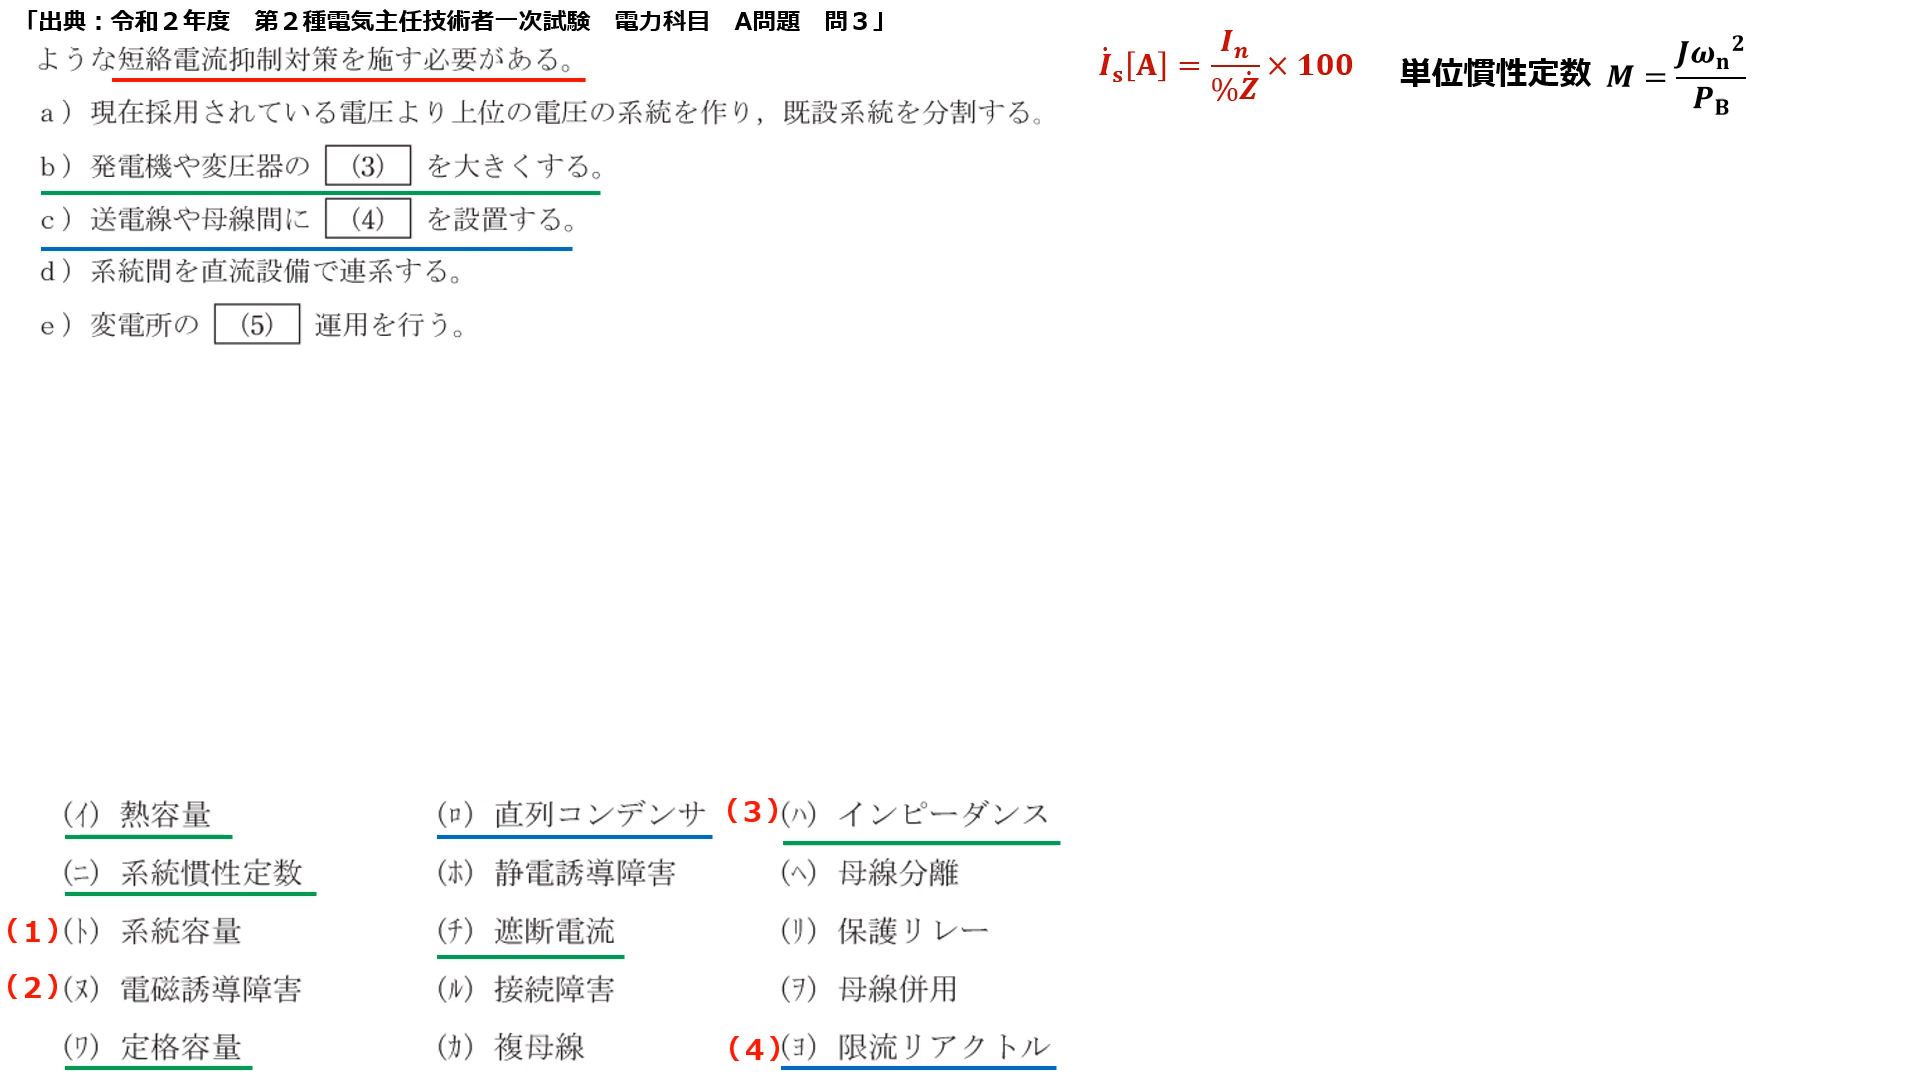 「出典：令和２年度　第２種電気主任技術者一次試験　電力科目　A問題　問３」
ような短絡電流抑制対策を施す必要がある。
İs[A] = In / %Ż × 100
単位慣性定数 M = Jωn² / PB
ａ）現在採用されている電圧より上位の電圧の系統を作り，既設系統を分割する。
ｂ）発電機や変圧器の (3) を大きくする。
ｃ）送電線や母線間に (4) を設置する。
ｄ）系統間を直流設備で連系する。
ｅ）変電所の (5) 運用を行う。
(ｲ) 熱容量　(ﾛ) 直列コンデンサ　（３）(ﾊ) インピーダンス
(ﾆ) 系統慣性定数　(ﾎ) 静電誘導障害　(ﾍ) 母線分離
（１）(ﾄ) 系統容量　(ﾁ) 遮断電流　(ﾘ) 保護リレー
（２）(ﾇ) 電磁誘導障害　(ﾙ) 接続障害　(ｦ) 母線併用
(ﾜ) 定格容量　(ｶ) 複母線　（４）(ﾖ) 限流リアクトル